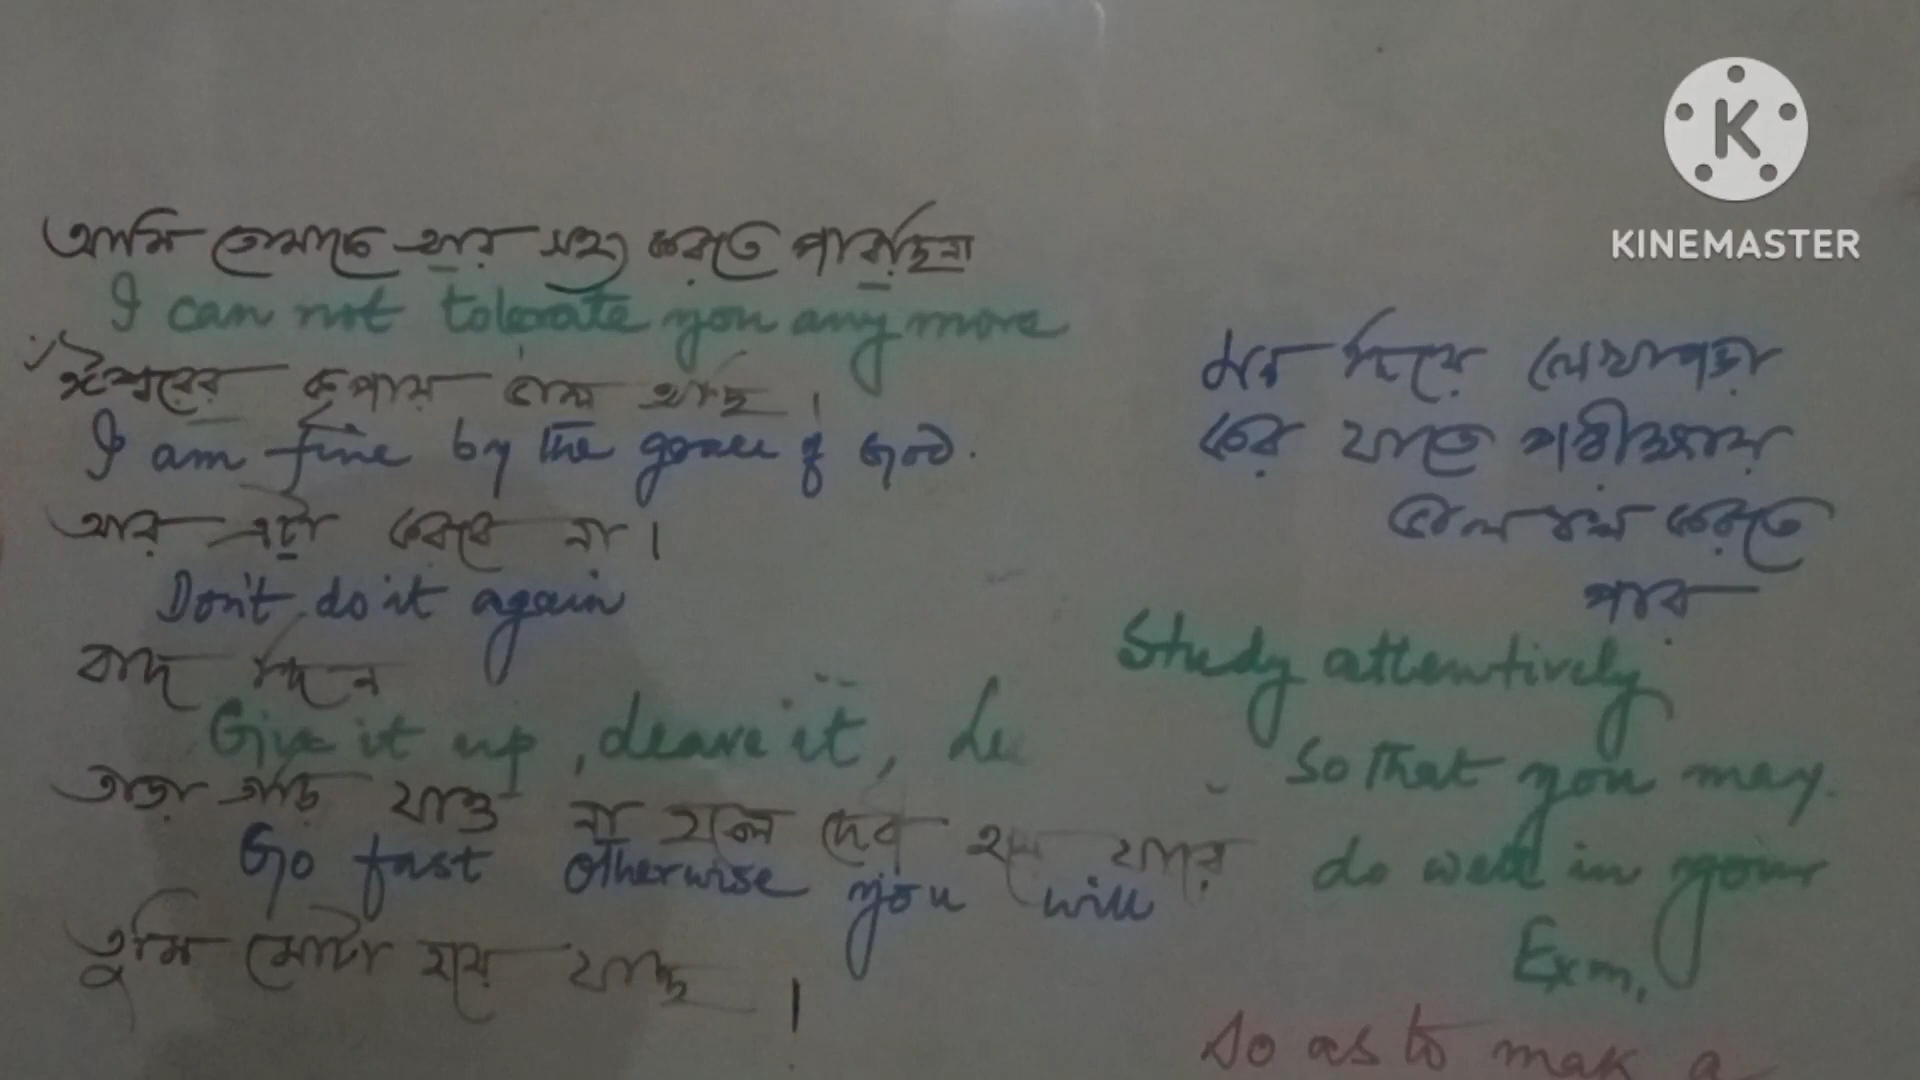 আমি তোমাকে আর সহ্য করতে পারছিনা
I can not tolerate you any more
ঈশ্বরের কৃপায় ভাল আছি।
I am fine by the grace of God.
আর এটা করবে না।
Don't do it again
বাদ দিন
Give it up, leave it, Le
তাড়াতাড়ি যাও না হলে দেরি হয়ে যাবে
Go fast otherwise you will
তুমি মোটা হয়ে যাচ্ছ।
KINEMASTER
মন দিয়ে লেখাপড়া
কর যাতে পরীক্ষায়
ভাল ফল করতে
পার
Study attentively
So that you may
do well in your
Exm,
So as to mak a